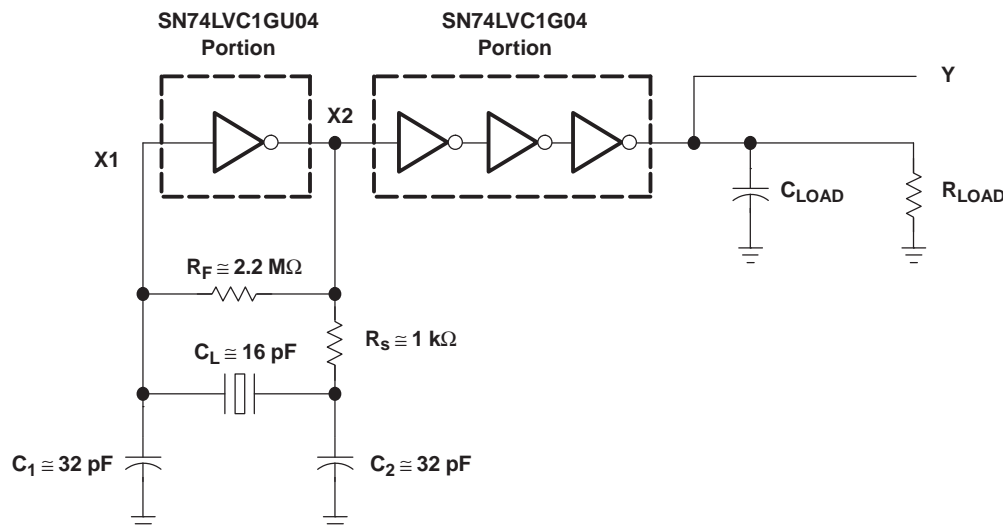 SN74LVC1GU04
Portion
SN74LVC1G04
Portion
Y
X2
X1
CLOAD
RLOAD
RF ≅ 2.2 MΩ
Rs ≅ 1 kΩ
CL ≅ 16 pF
C1 ≅ 32 pF
C2 ≅ 32 pF